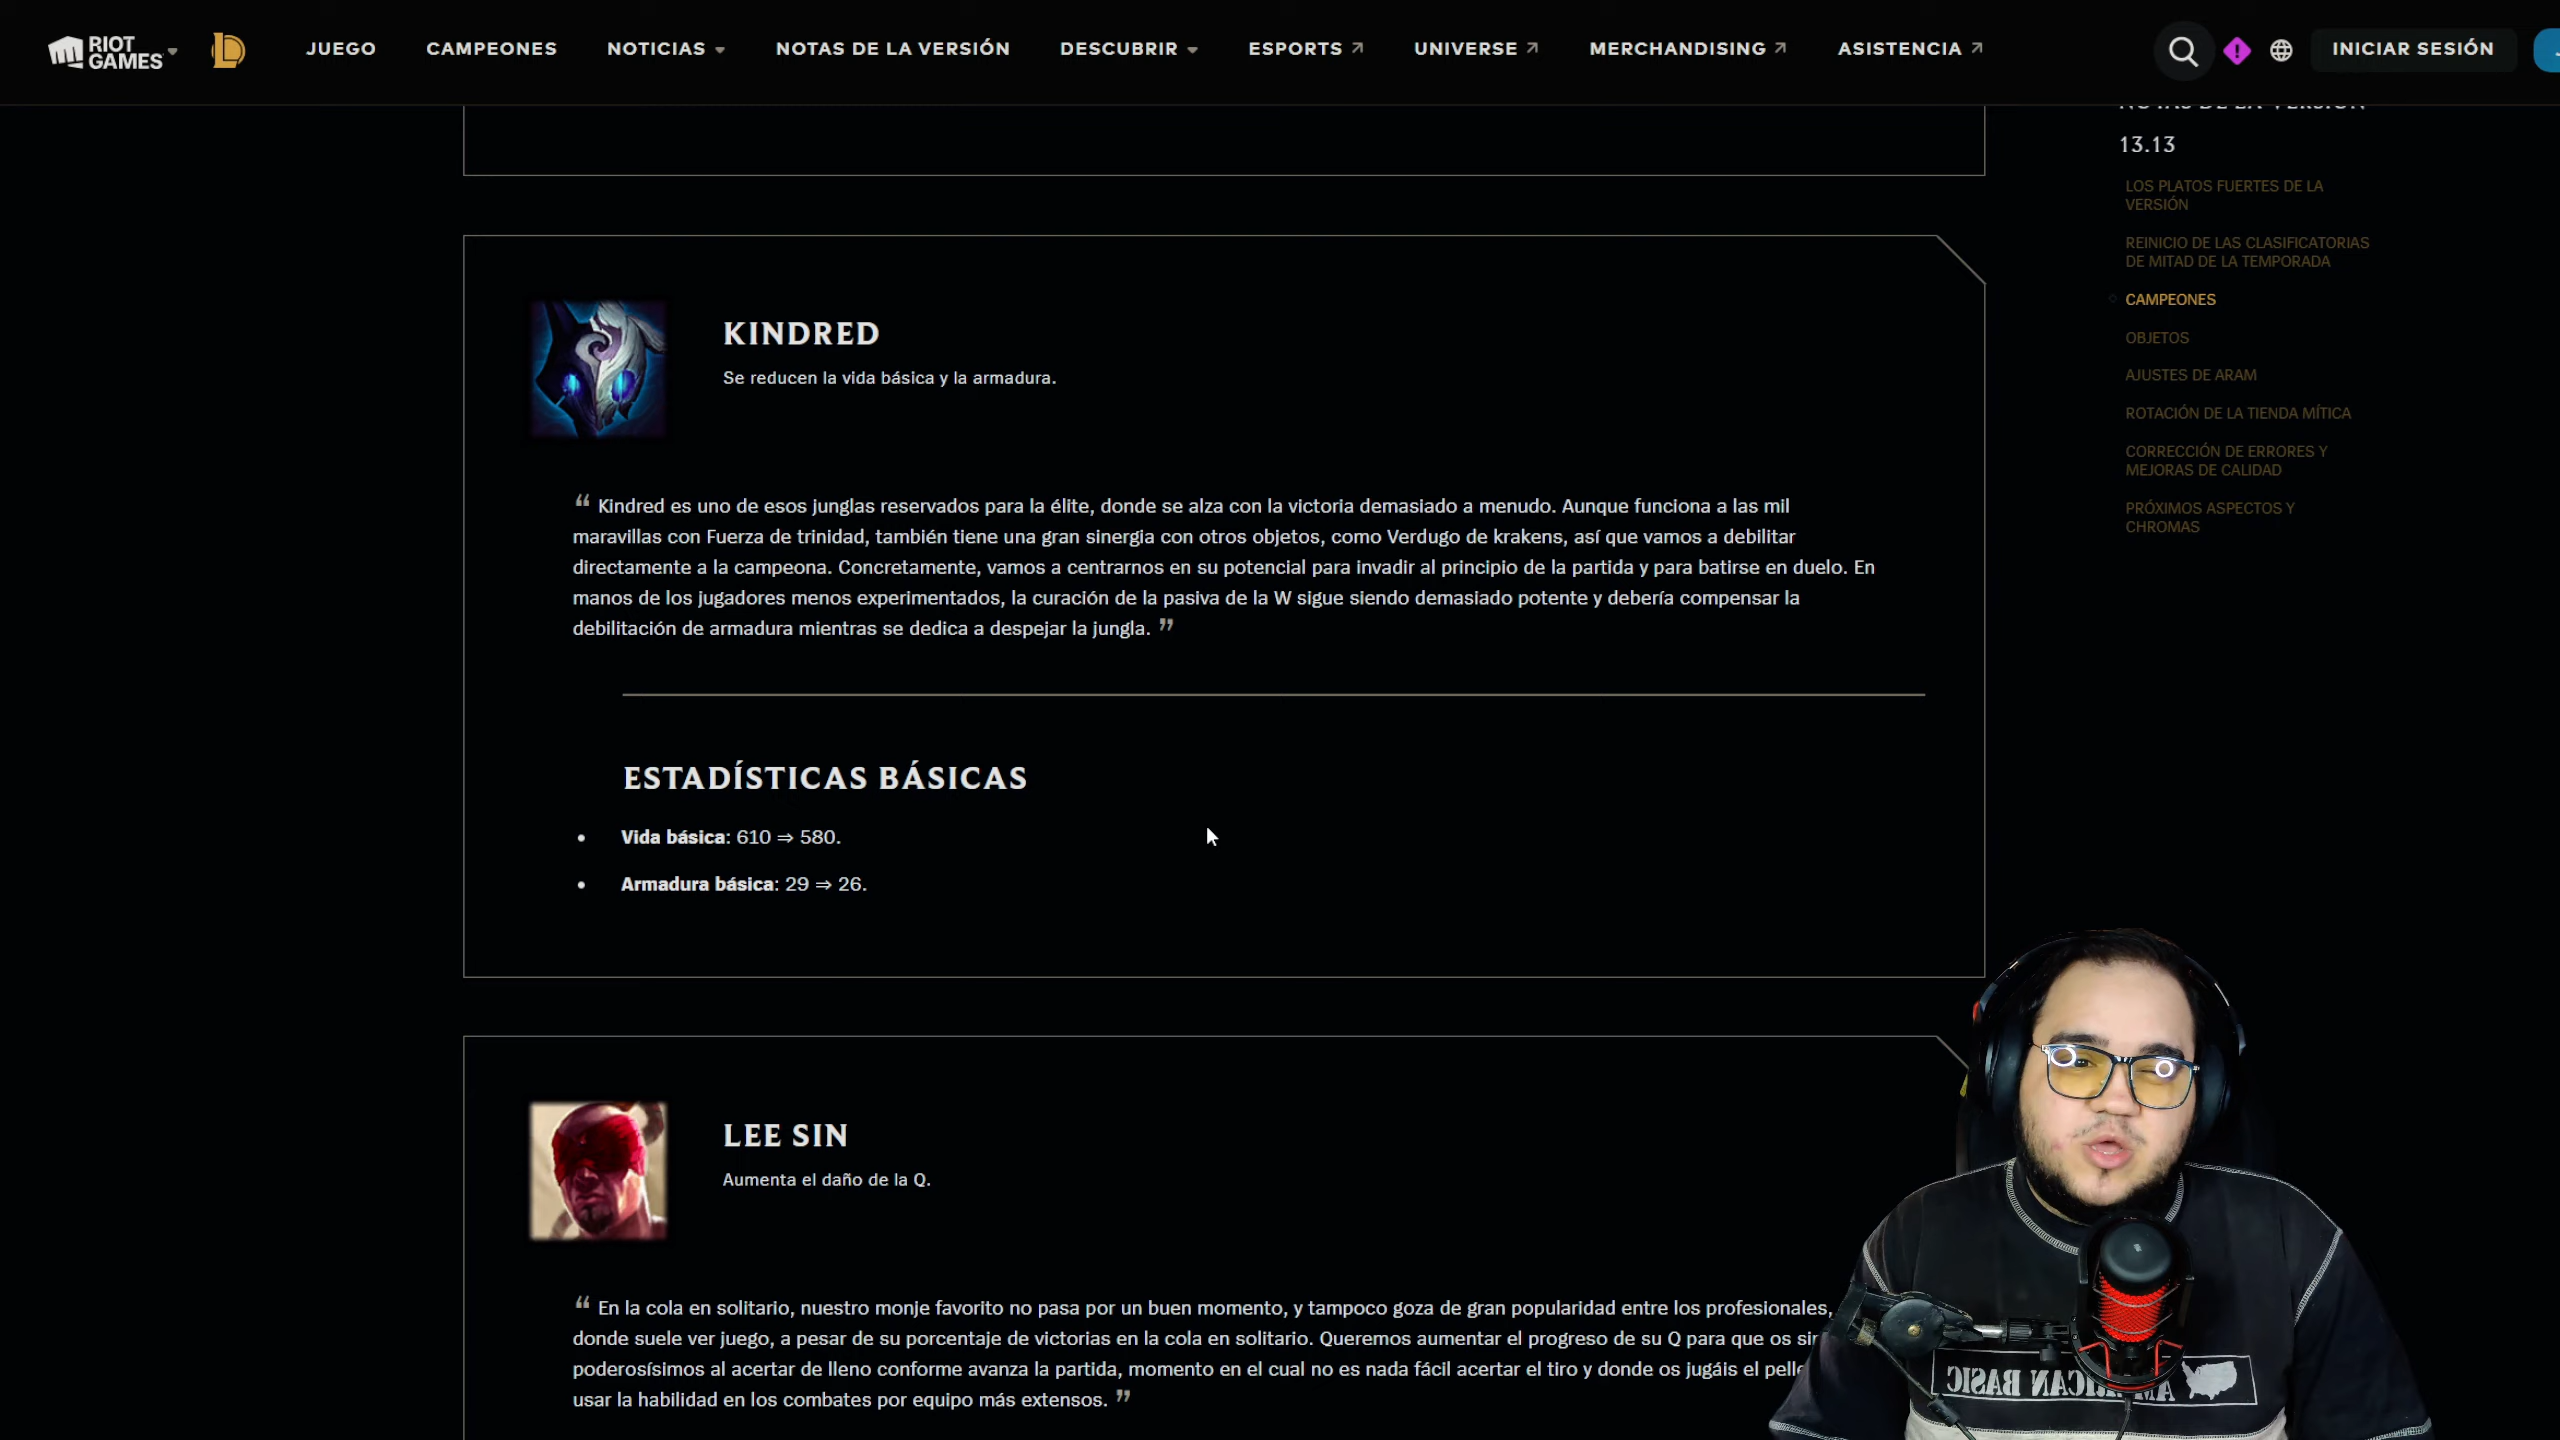 RIOT GAMES
JUEGO CAMPEONES NOTICIAS NOTAS DE LA VERSIÓN DESCUBRIR ESPORTS UNIVERSE MERCHANDISING ASISTENCIA INICIAR SESIÓN
NOTAS DE LA VERSIÓN
13.13
LOS PLATOS FUERTES DE LA
VERSIÓN
REINICIO DE LAS CLASIFICATORIAS
DE MITAD DE LA TEMPORADA
CAMPEONES
OBJETOS
AJUSTES DE ARAM
ROTACIÓN DE LA TIENDA MÍTICA
CORRECCIÓN DE ERRORES Y
MEJORAS DE CALIDAD
PRÓXIMOS ASPECTOS Y
CHROMAS
KINDRED
Se reducen la vida básica y la armadura.
“ Kindred es uno de esos junglas reservados para la élite, donde se alza con la victoria demasiado a menudo. Aunque funciona a las mil
maravillas con Fuerza de trinidad, también tiene una gran sinergia con otros objetos, como Verdugo de krakens, así que vamos a debilitar
directamente a la campeona. Concretamente, vamos a centrarnos en su potencial para invadir al principio de la partida y para batirse en duelo. En
manos de los jugadores menos experimentados, la curación de la pasiva de la W sigue siendo demasiado potente y debería compensar la
debilitación de armadura mientras se dedica a despejar la jungla. ”
ESTADÍSTICAS BÁSICAS
• Vida básica: 610 ⇒ 580.
• Armadura básica: 29 ⇒ 26.
LEE SIN
Aumenta el daño de la Q.
“ En la cola en solitario, nuestro monje favorito no pasa por un buen momento, y tampoco goza de gran popularidad entre los profesionales,
donde suele ver juego, a pesar de su porcentaje de victorias en la cola en solitario. Queremos aumentar el progreso de su Q para que os
poderosísimos al acertar de lleno conforme avanza la partida, momento en el cual no es nada fácil acertar el tiro y donde os jugáis el
usar la habilidad en los combates por equipo más extensos. ”
AMERICAN BASIC